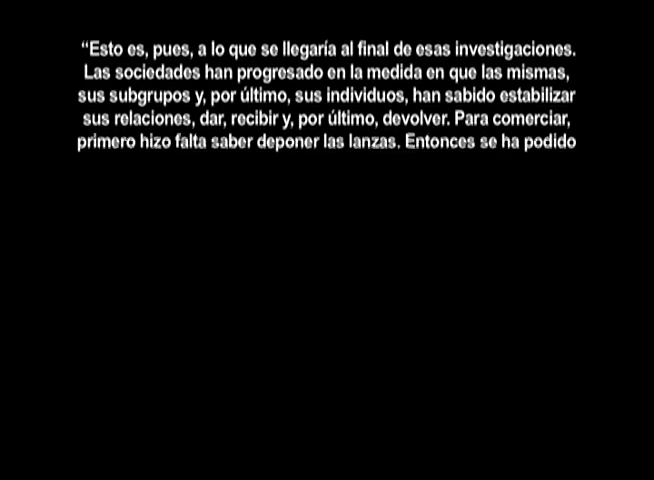 “Esto es, pues, a lo que se llegaría al final de esas investigaciones.
Las sociedades han progresado en la medida en que las mismas,
sus subgrupos y, por último, sus individuos, han sabido estabilizar
sus relaciones, dar, recibir y, por último, devolver. Para comerciar,
primero hizo falta saber deponer las lanzas. Entonces se ha podido